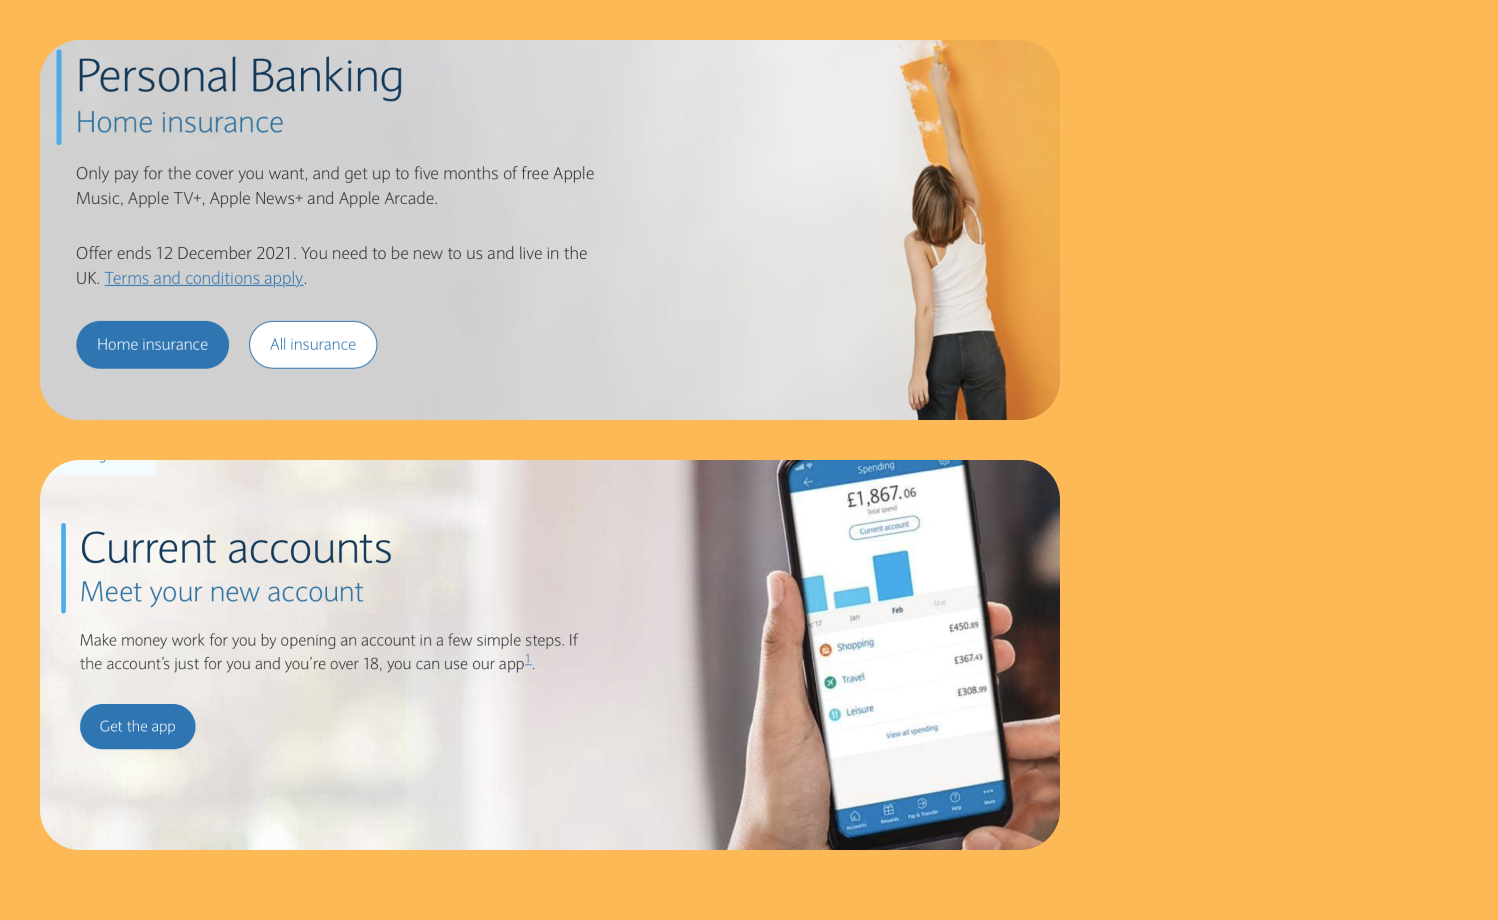 Personal Banking
Home insurance
Only pay for the cover you want, and get up to five months of free Apple
Music, Apple TV+, Apple News+ and Apple Arcade.
Offer ends 12 December 2021. You need to be new to us and live in the
UK. Terms and conditions apply.
Home insurance All insurance
Current accounts
Meet your new account
Make money work for you by opening an account in a few simple steps. If
the account's just for you and you're over 18, you can use our app1.
Get the app
Spending
£1,867.06
Total spend
Current account
'17 Jan Feb Mar
Shopping £450.89
Travel £367.43
Leisure £308.99
View all spending
Accounts Rewards Pay & Transfer Help More